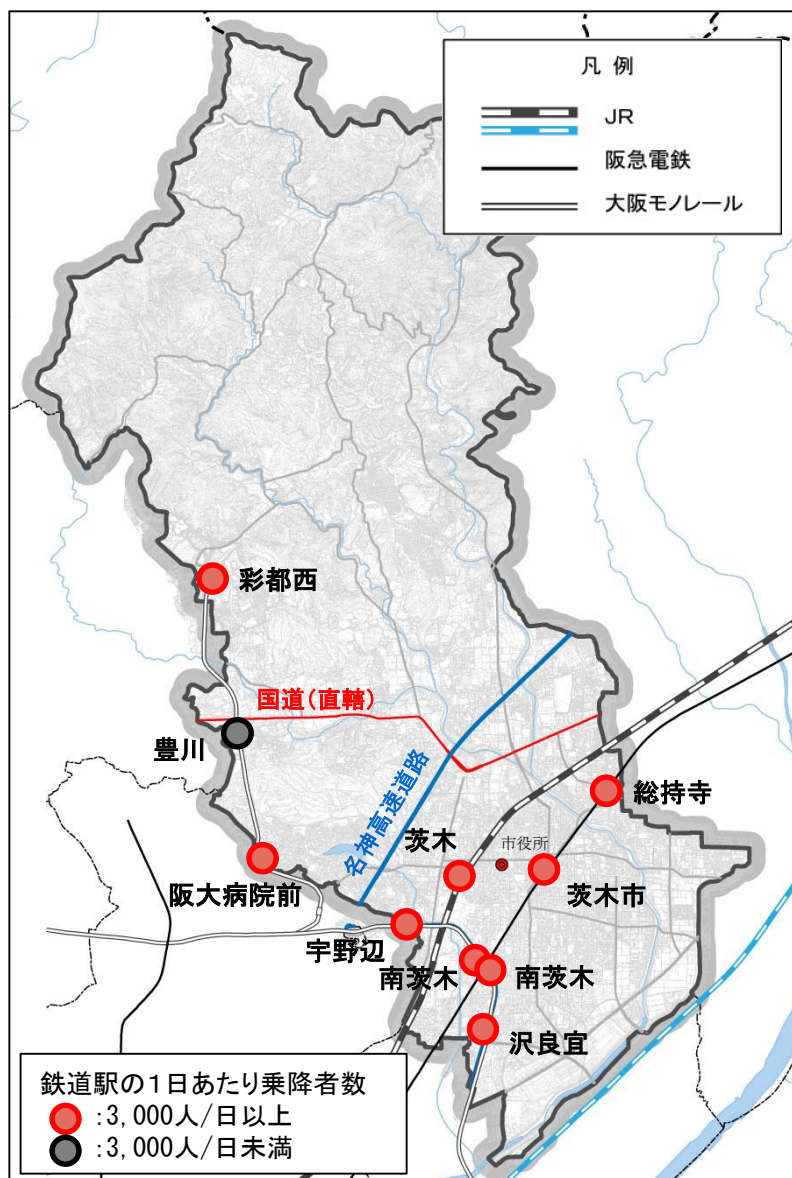 凡 例
JR
阪急電鉄
大阪モノレール
彩都西
国道(直轄)
豊川
名神高速道路
総持寺
茨木
市役所
茨木市
阪大病院前
宇野辺
南茨木
南茨木
沢良宜
鉄道駅の1日あたり乗降者数
:3,000人/日以上
:3,000人/日未満